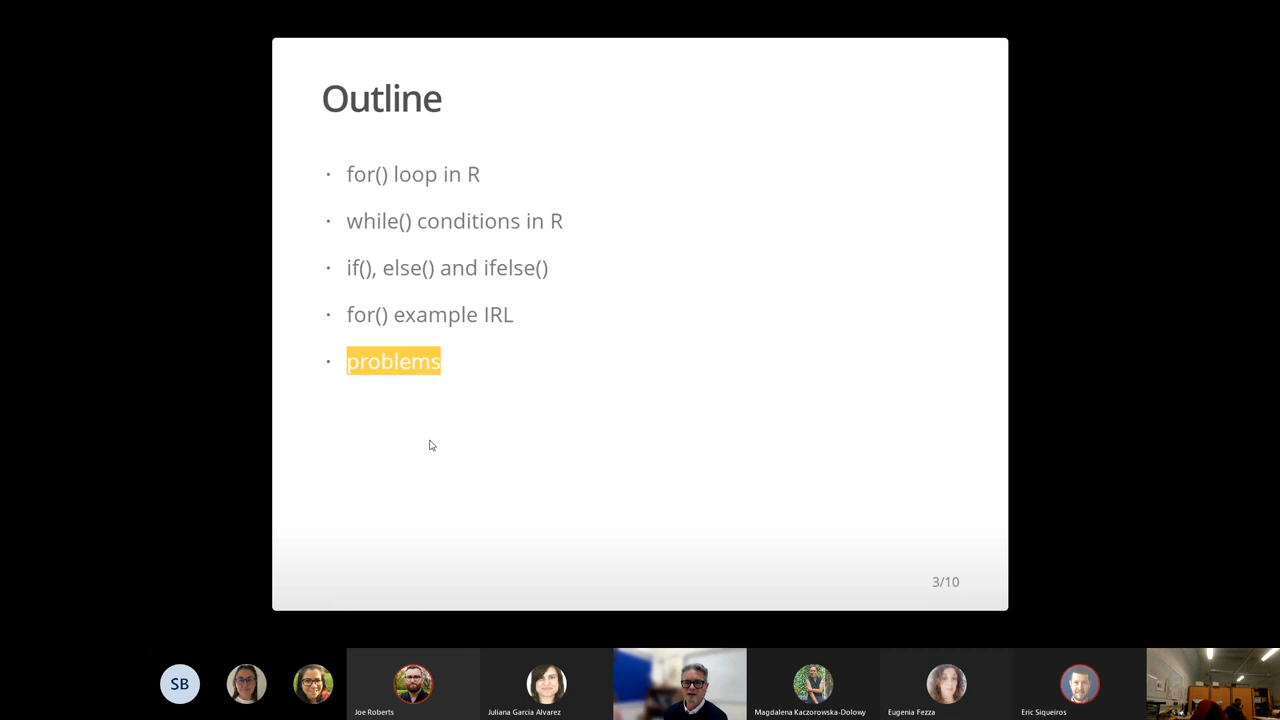 Outline
· for() loop in R
· while() conditions in R
· if(), else() and ifelse()
· for() example IRL
· problems
3/10
SB
Joe Roberts
Juliana Garcia Alvarez
Magdalena Kaczorowska-Dolowy
Eugenia Fezza
Eric Siqueiros